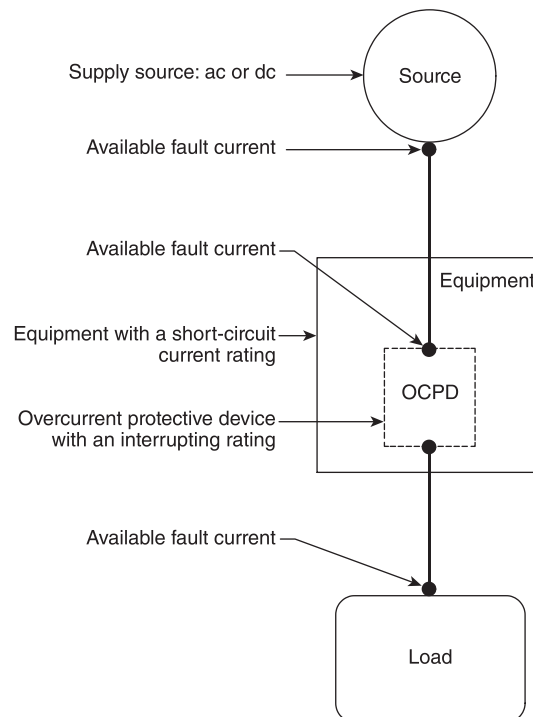 Supply source: ac or dc
Source
Available fault current
Available fault current
Equipment
Equipment with a short-circuit
current rating
OCPD
Overcurrent protective device
with an interrupting rating
Available fault current
Load